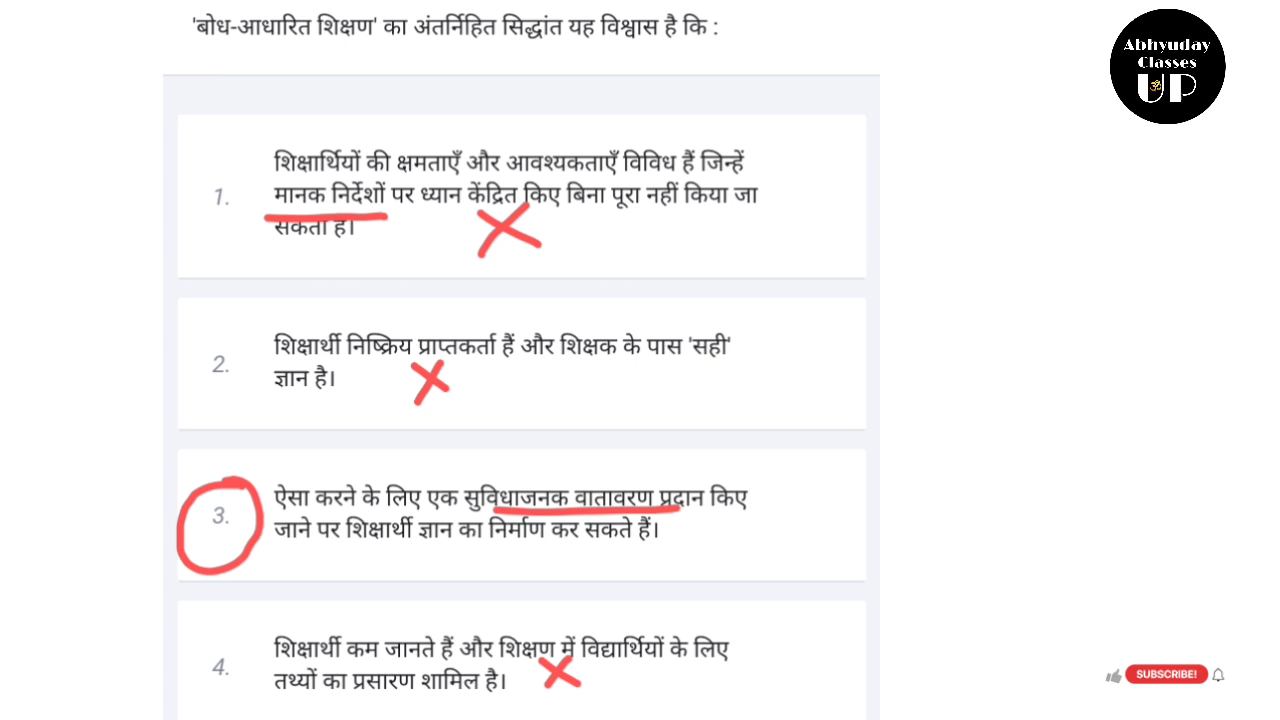 'बोध-आधारित शिक्षण' का अंतर्निहित सिद्धांत यह विश्वास है कि :
Abhyuday
Classes
UP
1.
शिक्षार्थियों की क्षमताएँ और आवश्यकताएँ विविध हैं जिन्हें
मानक निर्देशों पर ध्यान केंद्रित किए बिना पूरा नहीं किया जा
सकता है।
2.
शिक्षार्थी निष्क्रिय प्राप्तकर्ता हैं और शिक्षक के पास 'सही'
ज्ञान है।
3.
ऐसा करने के लिए एक सुविधाजनक वातावरण प्रदान किए
जाने पर शिक्षार्थी ज्ञान का निर्माण कर सकते हैं।
4.
शिक्षार्थी कम जानते हैं और शिक्षण में विद्यार्थियों के लिए
तथ्यों का प्रसारण शामिल है।
SUBSCRIBE!